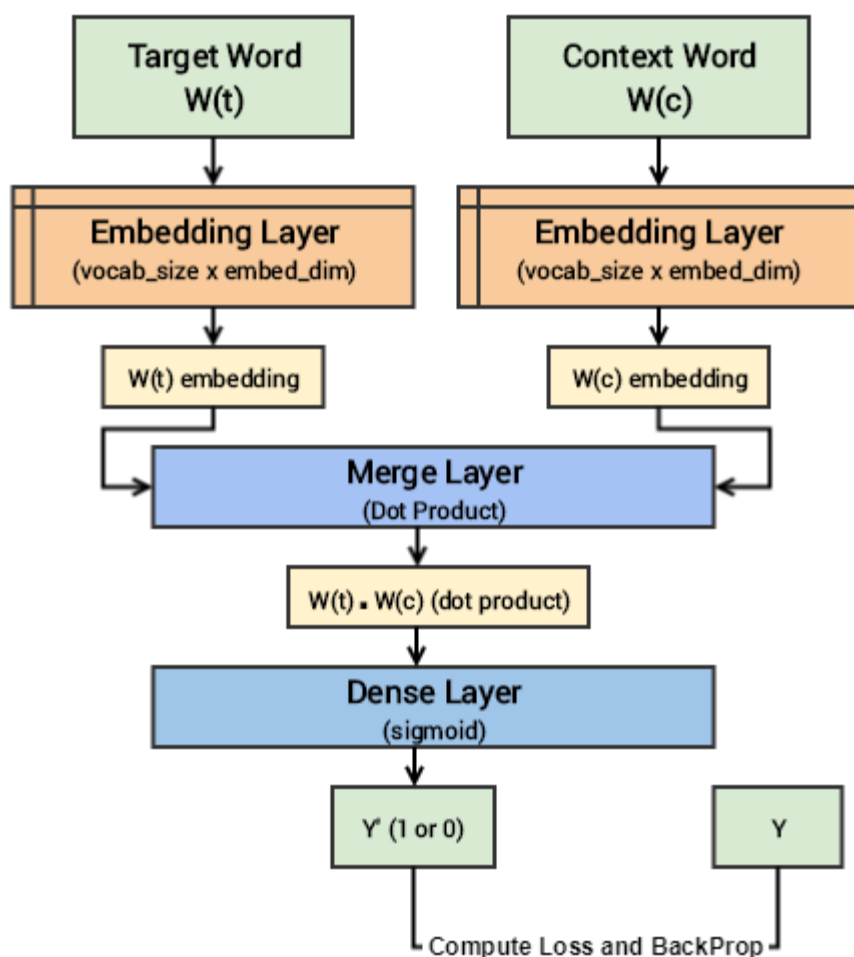 Target Word
W(t)
Context Word
W(c)
Embedding Layer
(vocab_size x embed_dim)
Embedding Layer
(vocab_size x embed_dim)
W(t) embedding
W(c) embedding
Merge Layer
(Dot Product)
W(t) . W(c) (dot product)
Dense Layer
(sigmoid)
Y' (1 or 0)
Y
Compute Loss and BackProp